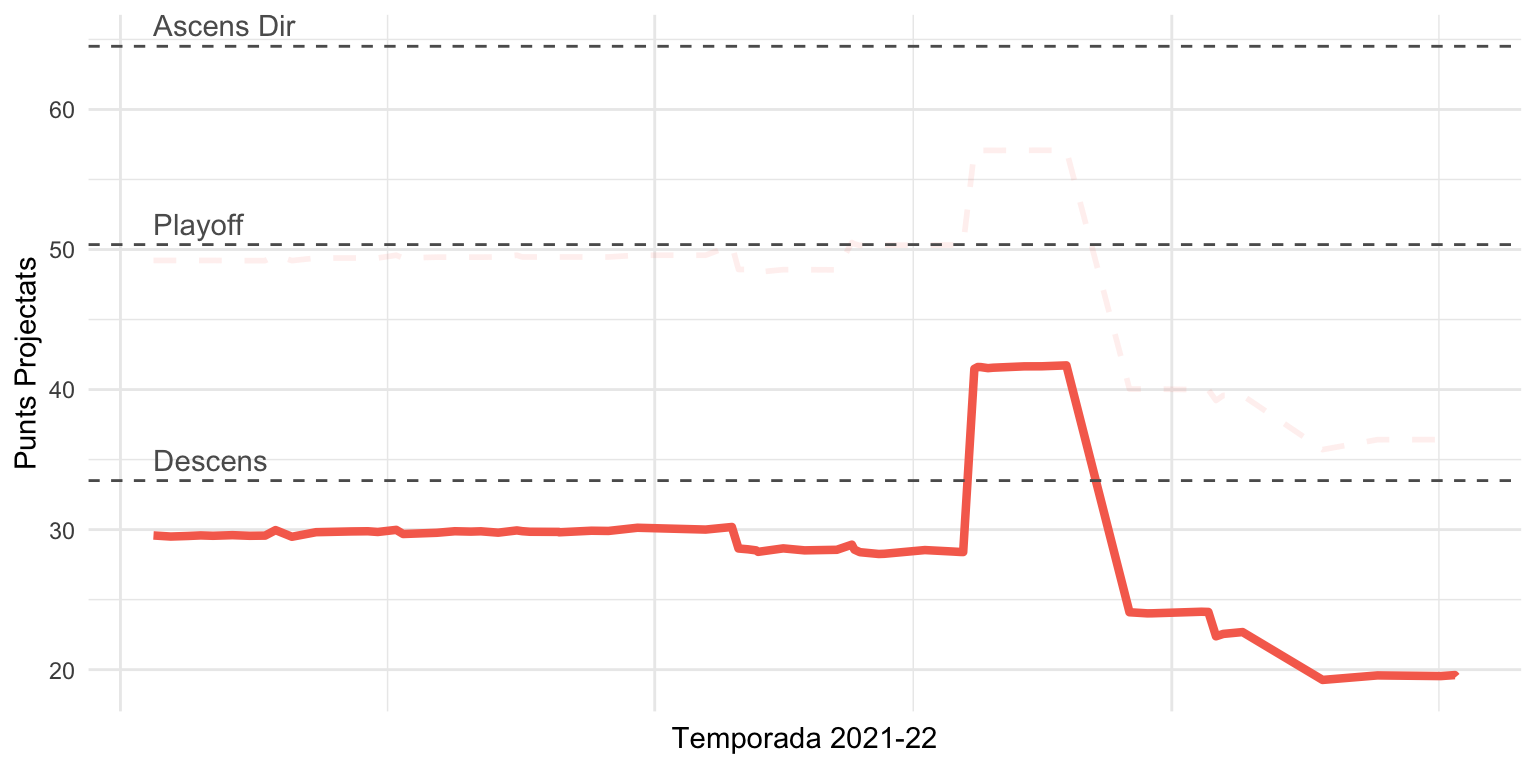 Ascens Dir
60
Playoff
50
Punts Projectats
40
Descens
30
20
Temporada 2021-22